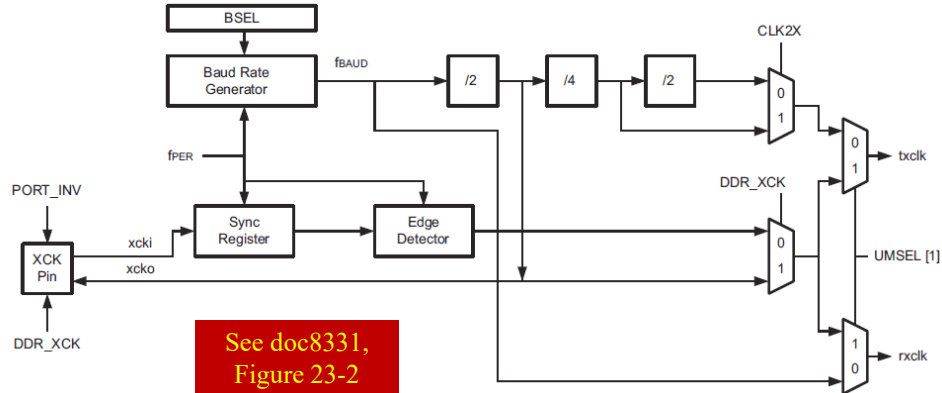 BSEL
Baud Rate
Generator
fBAUD
/2
/4
/2
CLK2X
0
1
fPER
0
1
txclk
PORT_INV
DDR_XCK
XCK
Pin
xcki
xcko
Sync
Register
Edge
Detector
0
1
UMSEL [1]
DDR_XCK
See doc8331,
Figure 23-2
1
0
rxclk